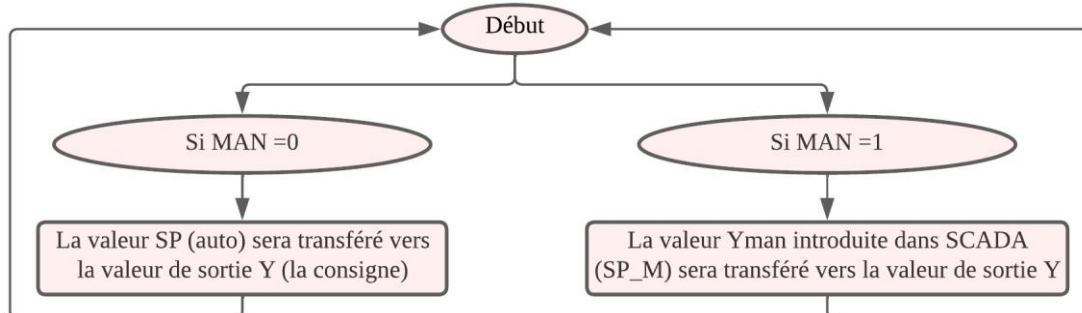 Début
Si MAN =0
Si MAN =1
La valeur SP (auto) sera transféré vers
la valeur de sortie Y (la consigne)
La valeur Yman introduite dans SCADA
(SP_M) sera transféré vers la valeur de sortie Y